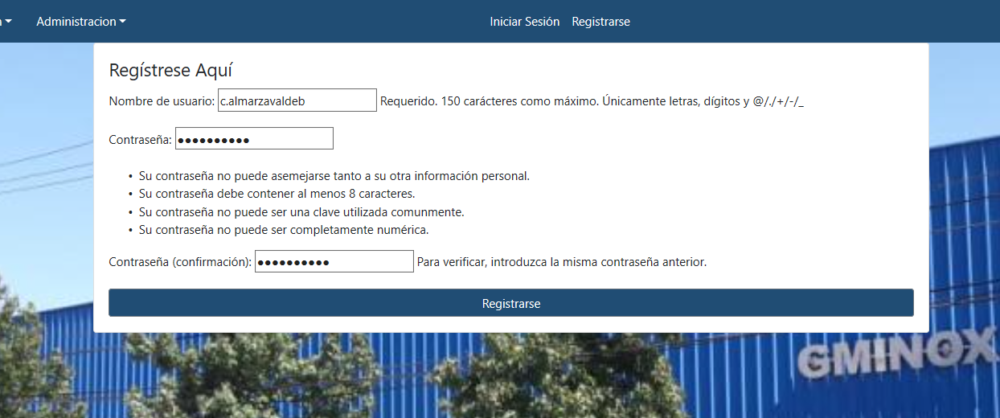 Administracion
Iniciar Sesión Registrarse
Regístrese Aquí
Nombre de usuario: c.almarzavaldeb Requerido. 150 carácteres como máximo. Únicamente letras, dígitos y @/./+/-/_
Contraseña: ●●●●●●●●●●
• Su contraseña no puede asemejarse tanto a su otra información personal.
• Su contraseña debe contener al menos 8 caracteres.
• Su contraseña no puede ser una clave utilizada comunmente.
• Su contraseña no puede ser completamente numérica.
Contraseña (confirmación): ●●●●●●●●●● Para verificar, introduzca la misma contraseña anterior.
Registrarse
GMINOX